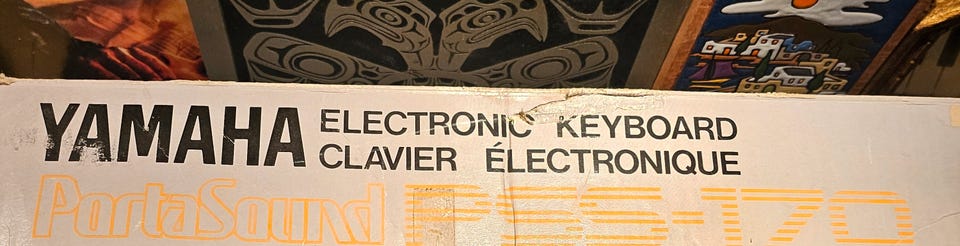 YAMAHA ELECTRONIC KEYBOARD
CLAVIER ÉLECTRONIQUE
PortaSound PSS-170